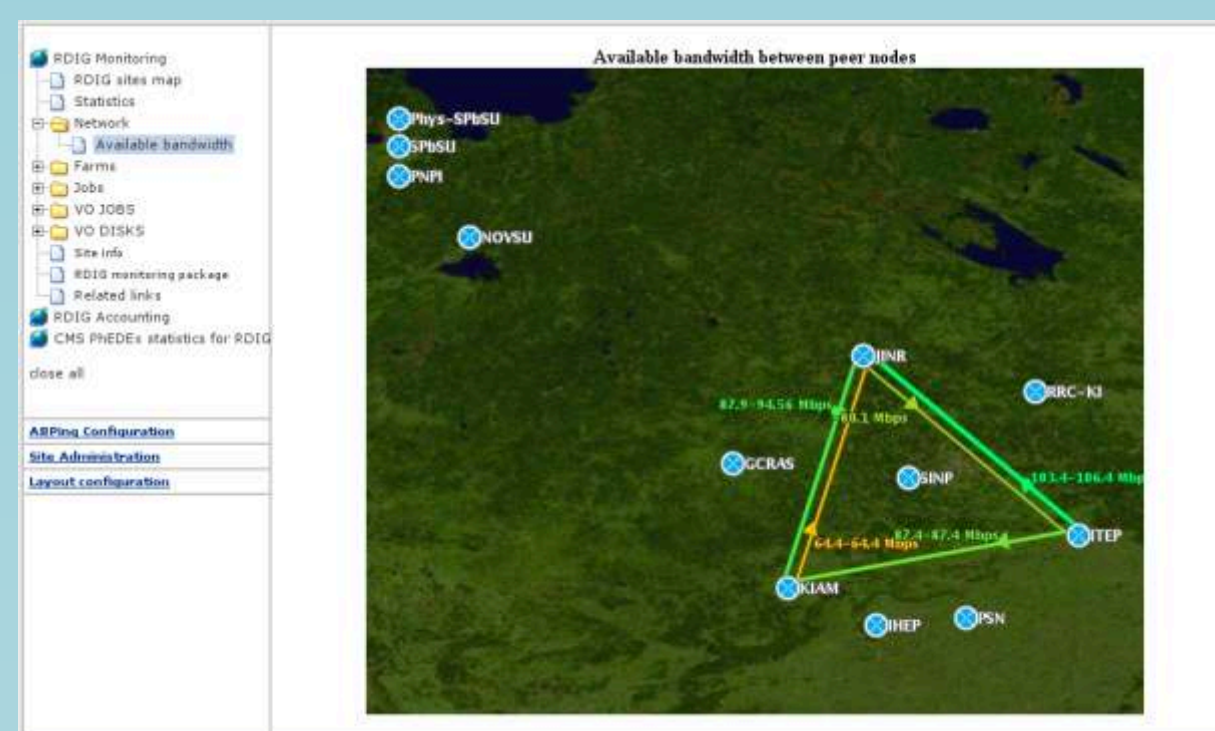 RDIG Monitoring
RDIG sites map
Statistics
Network
Available bandwidth
Farms
Jobs
VO JOBS
VO DISKS
Site info
RDIG monitoring package
Related links
RDIG Accounting
CMS PhEDEx statistics for RDIG
close all
ABPing Configuration
Site Administration
Layout configuration
Available bandwidth between peer nodes
Phys-SPbSU
SPbSU
PNPI
NOVSU
JINR
RRC-KI
82.9-94.56 Mbps
80.1 Mbps
GCRAS
SINP
103.4-106.4 Mbp
ITEP
87.4-87.4 Mbps
64.4-64.4 Mbps
KIAM
IHEP
PSN